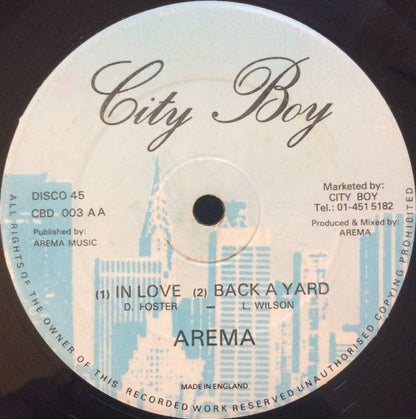 City Boy
DISCO 45
CBD 003 AA
Published by:
AREMA MUSIC
Marketed by:
CITY BOY
Tel.: 01-451 5182
Produced & Mixed by:
AREMA
(1) IN LOVE (2) BACK A YARD
D. FOSTER – L. WILSON
AREMA
MADE IN ENGLAND
ALL RIGHTS OF THE OWNER OF THIS RECORDED WORK RESERVED UNAUTHORISED COPYING PROHIBITED